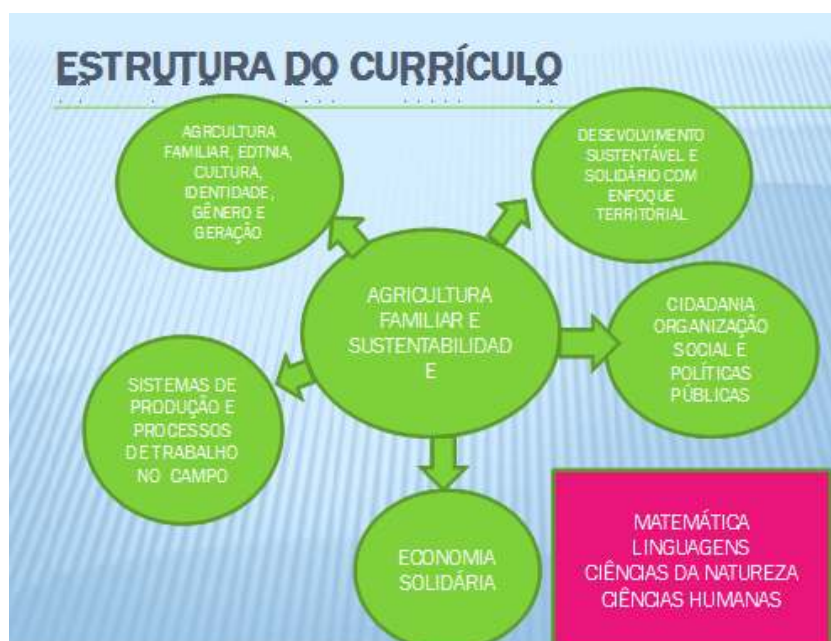 ESTRUTURA DO CURRÍCULO
AGRCULTURA
FAMILIAR, EDTNIA,
CULTURA,
IDENTIDADE,
GÊNERO E
GERAÇÃO
DESEVOLVIMENTO
SUSTENTÁVEL E
SOLIDÁRIO COM
ENFOQUE
TERRITÓRIAL
AGRICULTURA
FAMILIAR E
SUSTENTABILIDAD
E
CIDADANIA
ORGANIZAÇÃO
SOCIAL E
POLÍTICAS
PÚBLICAS
SISTEMAS DE
PRODUÇÃO E
PROCESSOS
DE TRABALHO
NO CAMPO
ECONOMIA
SOLIDÁRIA
MATEMÁTICA
LINGUAGENS
CIÊNCIAS DA NATUREZA
CIÊNCIAS HUMANAS